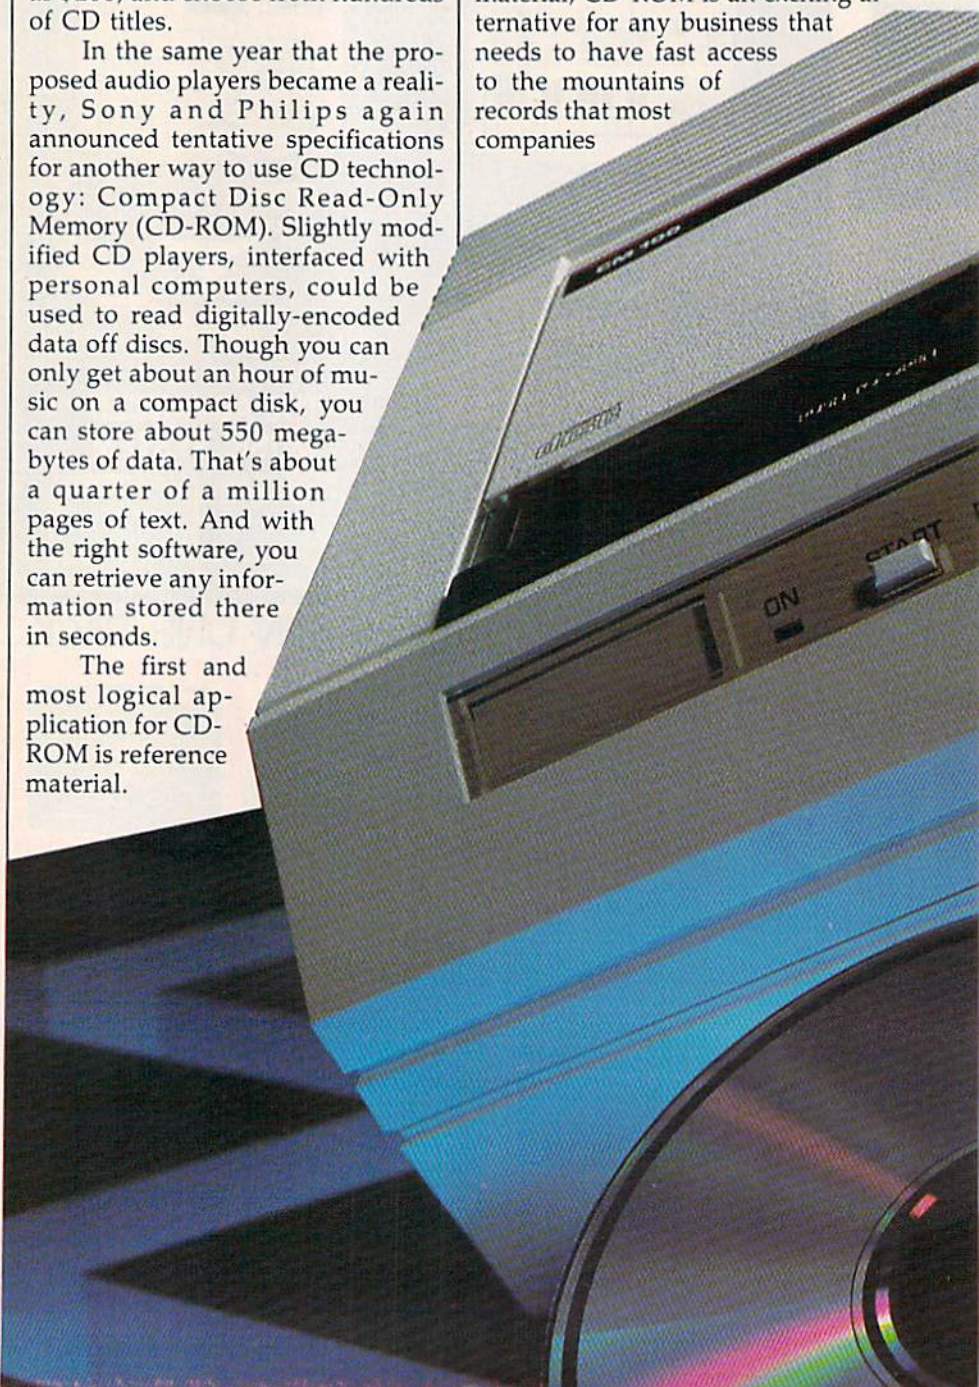 of CD titles.
In the same year that the pro-
posed audio players became a reali-
ty, Sony and Philips again
announced tentative specifications
for another way to use CD technol-
ogy: Compact Disc Read-Only
Memory (CD-ROM). Slightly mod-
ified CD players, interfaced with
personal computers, could be
used to read digitally-encoded
data off discs. Though you can
only get about an hour of mu-
sic on a compact disk, you
can store about 550 mega-
bytes of data. That's about
a quarter of a million
pages of text. And with
the right software, you
can retrieve any infor-
mation stored there
in seconds.
The first and
most logical ap-
plication for CD-
ROM is reference
material.
ternative for any business that
needs to have fast access
to the mountains of
records that most
companies
CM 100
ON
START